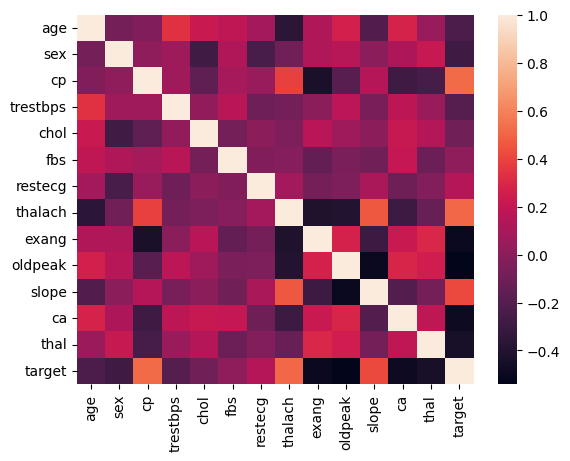 age
sex
cp
trestbps
chol
fbs
restecg
thalach
exang
oldpeak
slope
ca
thal
target
age
sex
cp
trestbps
chol
fbs
restecg
thalach
exang
oldpeak
slope
ca
thal
target
1.0
0.8
0.6
0.4
0.2
0.0
−0.2
−0.4